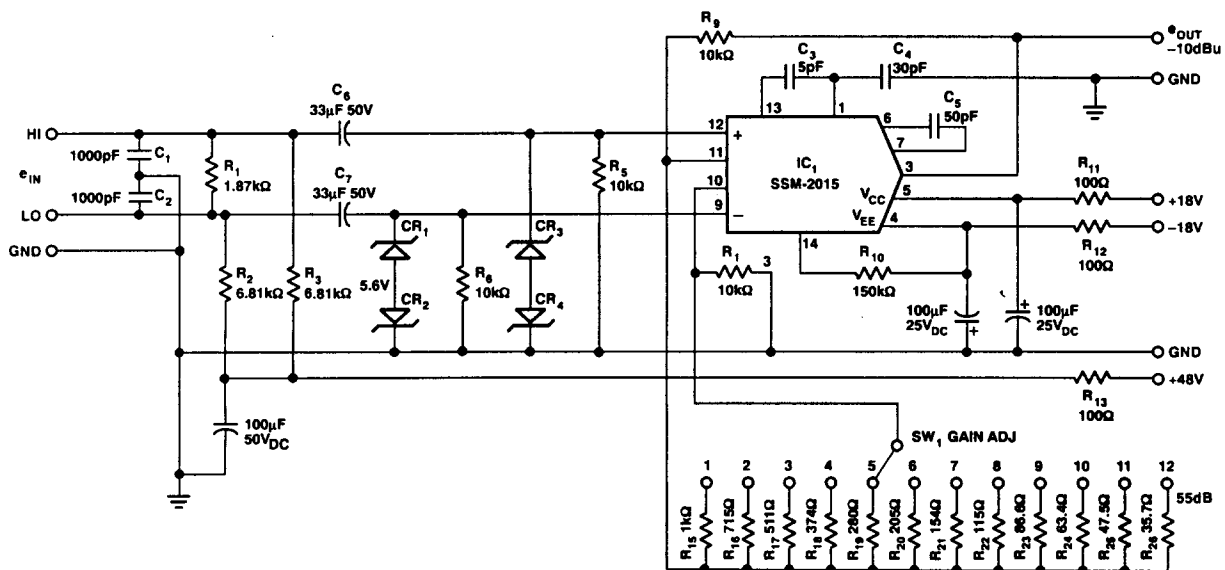 R9
10kΩ
eOUT
–10dBu
C3
5pF
C4
30pF
GND
C6
33µF 50V
13
1
6
C5
50pF
7
HI
12
+
1000pF
C1
R1
1.87kΩ
R5
10kΩ
11
IC1
SSM-2015
3
R11
100Ω
eIN
1000pF
C2
C7
33µF 50V
10
VCC
5
+18V
LO
9
–
VEE
4
–18V
GND
CR1
CR3
14
R12
100Ω
R2
6.81kΩ
R3
6.81kΩ
5.6V
R6
10kΩ
R1
10kΩ
3
R10
150kΩ
CR2
CR4
100µF
25VDC
+
100µF
25VDC
+
GND
+48V
R13
100Ω
100µF
50VDC
SW1 GAIN ADJ
1
2
3
4
5
6
7
8
9
10
11
12
55dB
R15 1kΩ
R16 715Ω
R17 511Ω
R18 374Ω
R19 280Ω
R20 205Ω
R21 154Ω
R22 115Ω
R23 86.6Ω
R24 63.4Ω
R25 47.5Ω
R26 35.7Ω